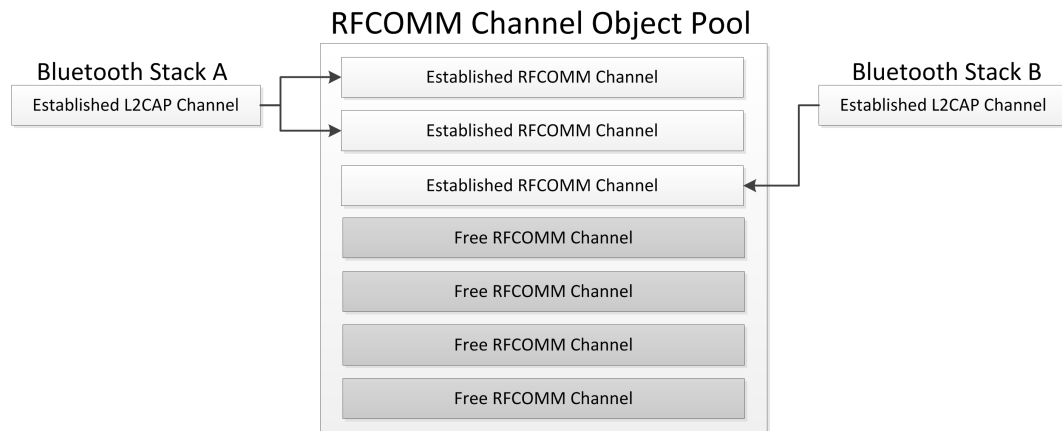 RFCOMM Channel Object Pool
Bluetooth Stack A
Established L2CAP Channel
Established RFCOMM Channel
Established RFCOMM Channel
Established RFCOMM Channel
Free RFCOMM Channel
Free RFCOMM Channel
Free RFCOMM Channel
Free RFCOMM Channel
Bluetooth Stack B
Established L2CAP Channel